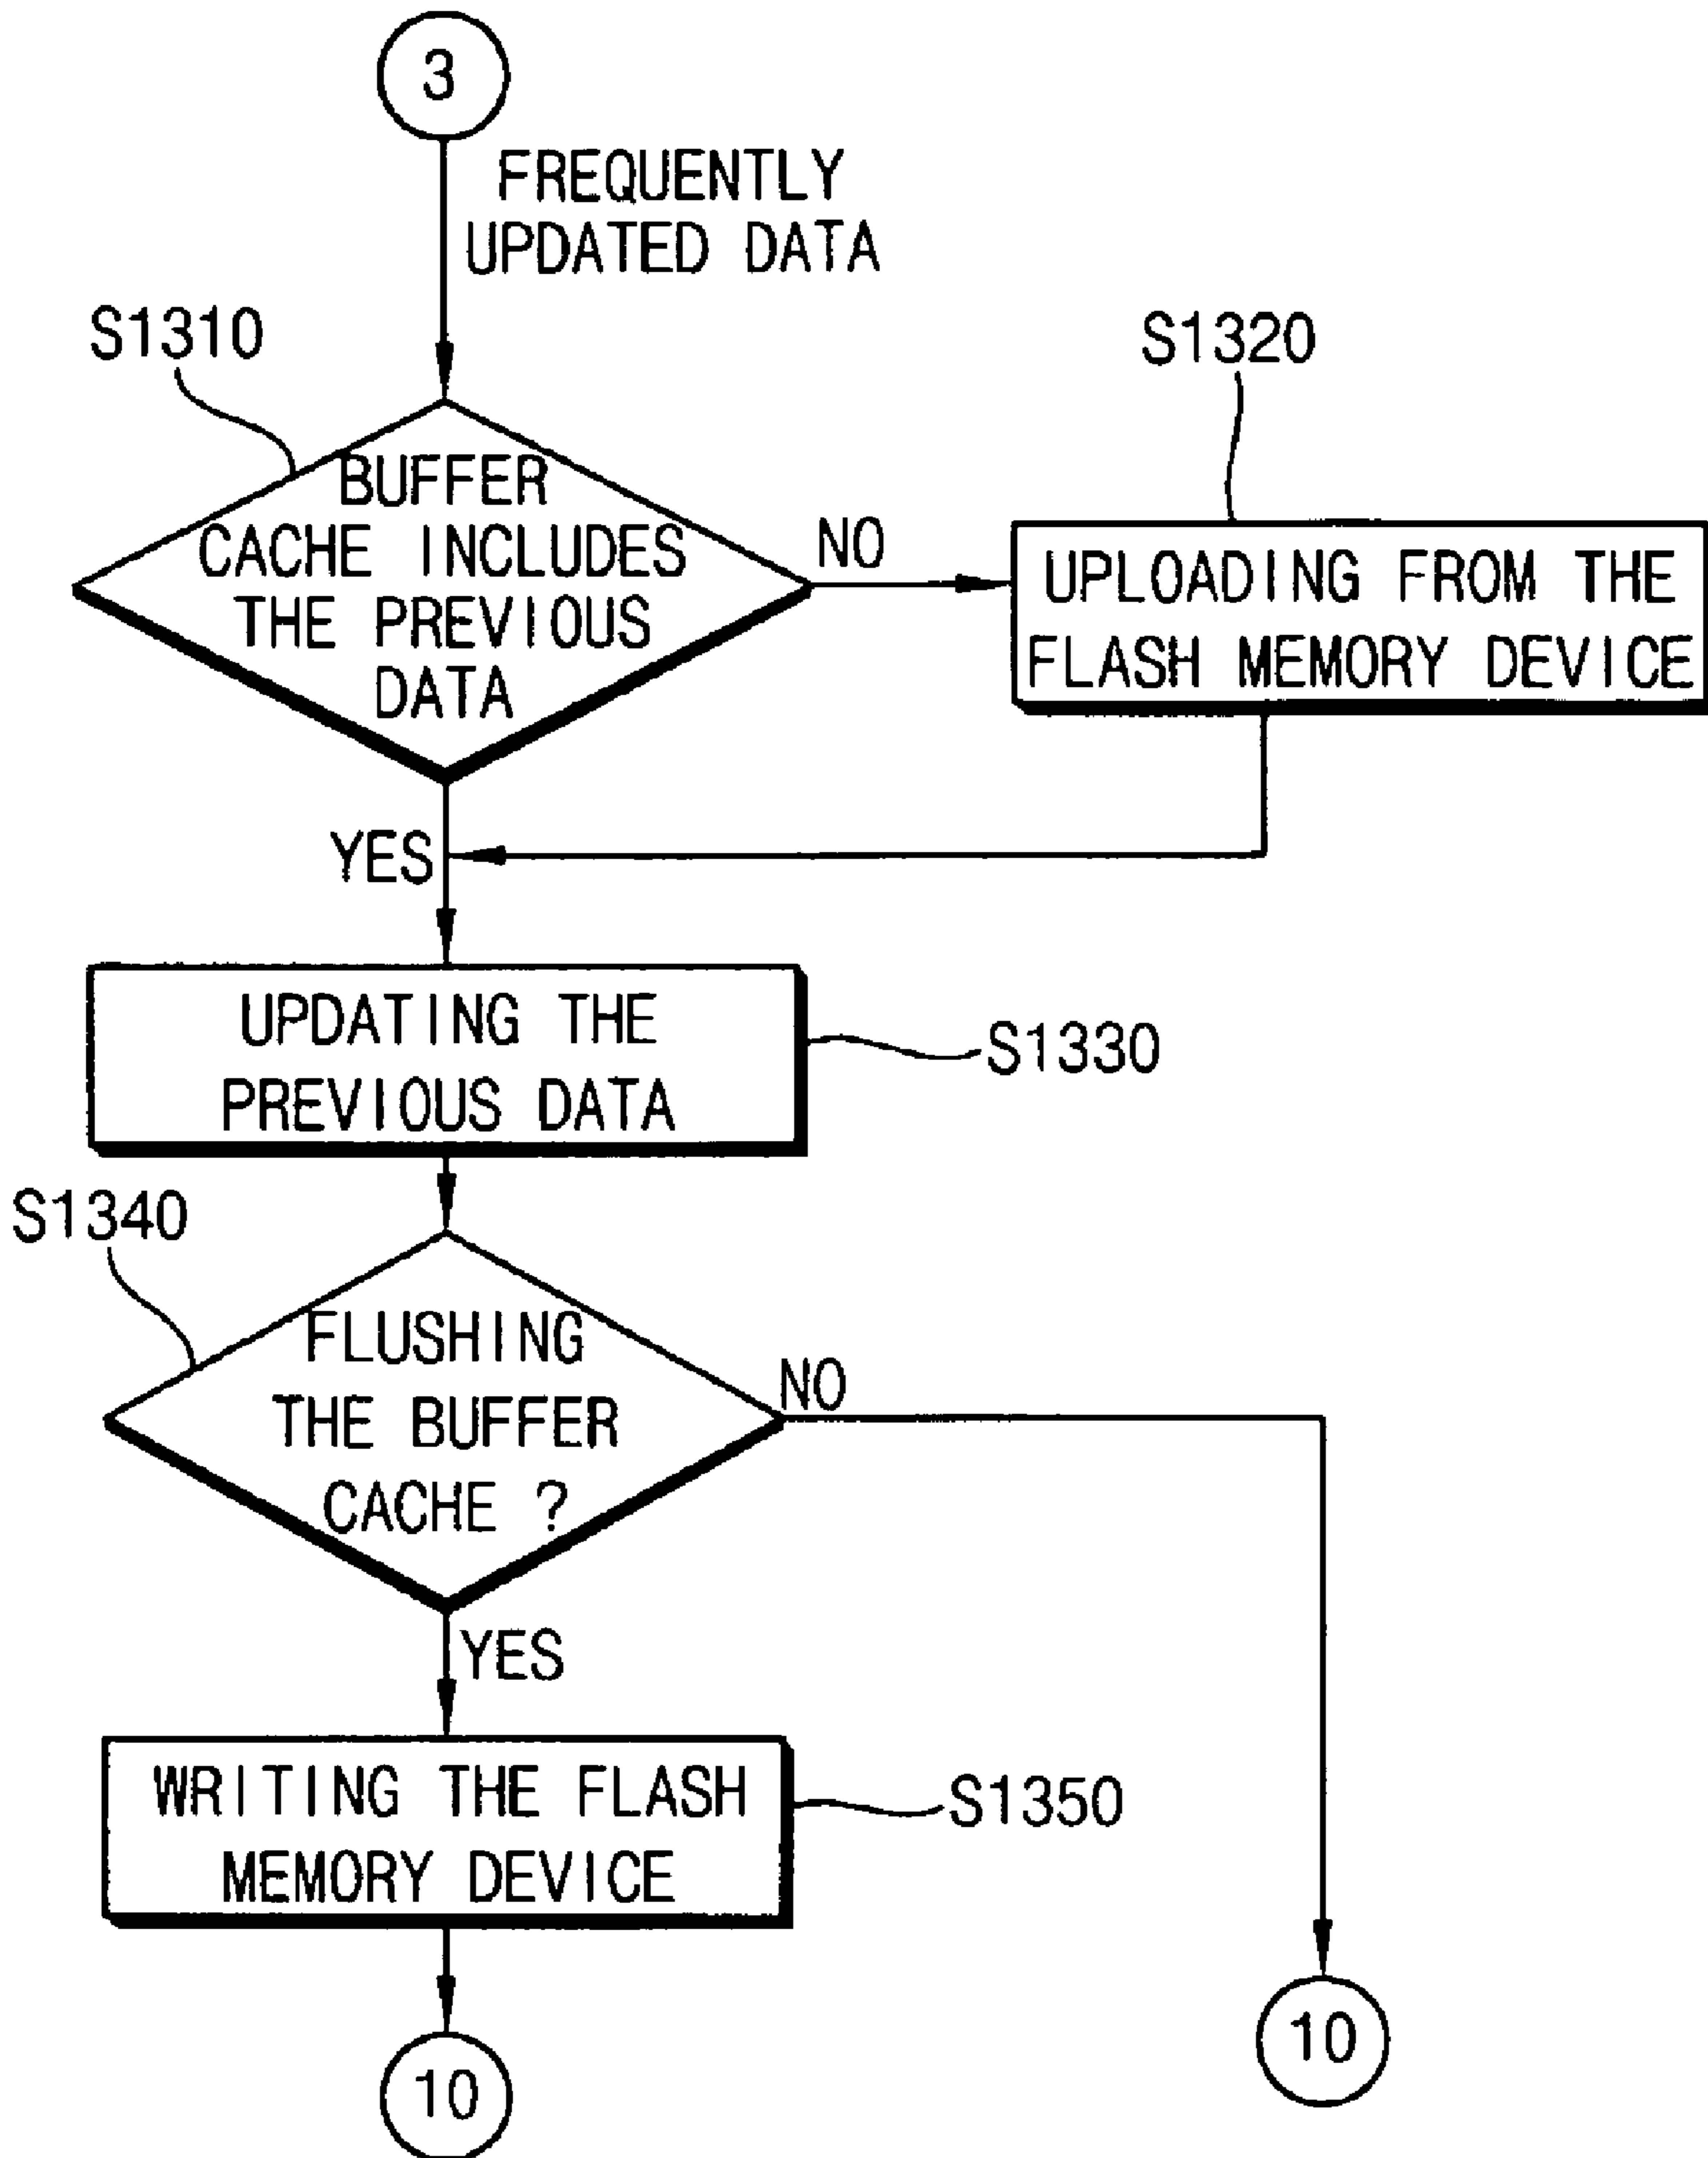 3
FREQUENTLY
UPDATED DATA
S1310
S1320
BUFFER
CACHE INCLUDES
THE PREVIOUS
DATA
NO
UPLOADING FROM THE
FLASH MEMORY DEVICE
YES
UPDATING THE
PREVIOUS DATA
S1330
S1340
FLUSHING
THE BUFFER
CACHE ?
NO
YES
WRITING THE FLASH
MEMORY DEVICE
S1350
10
10